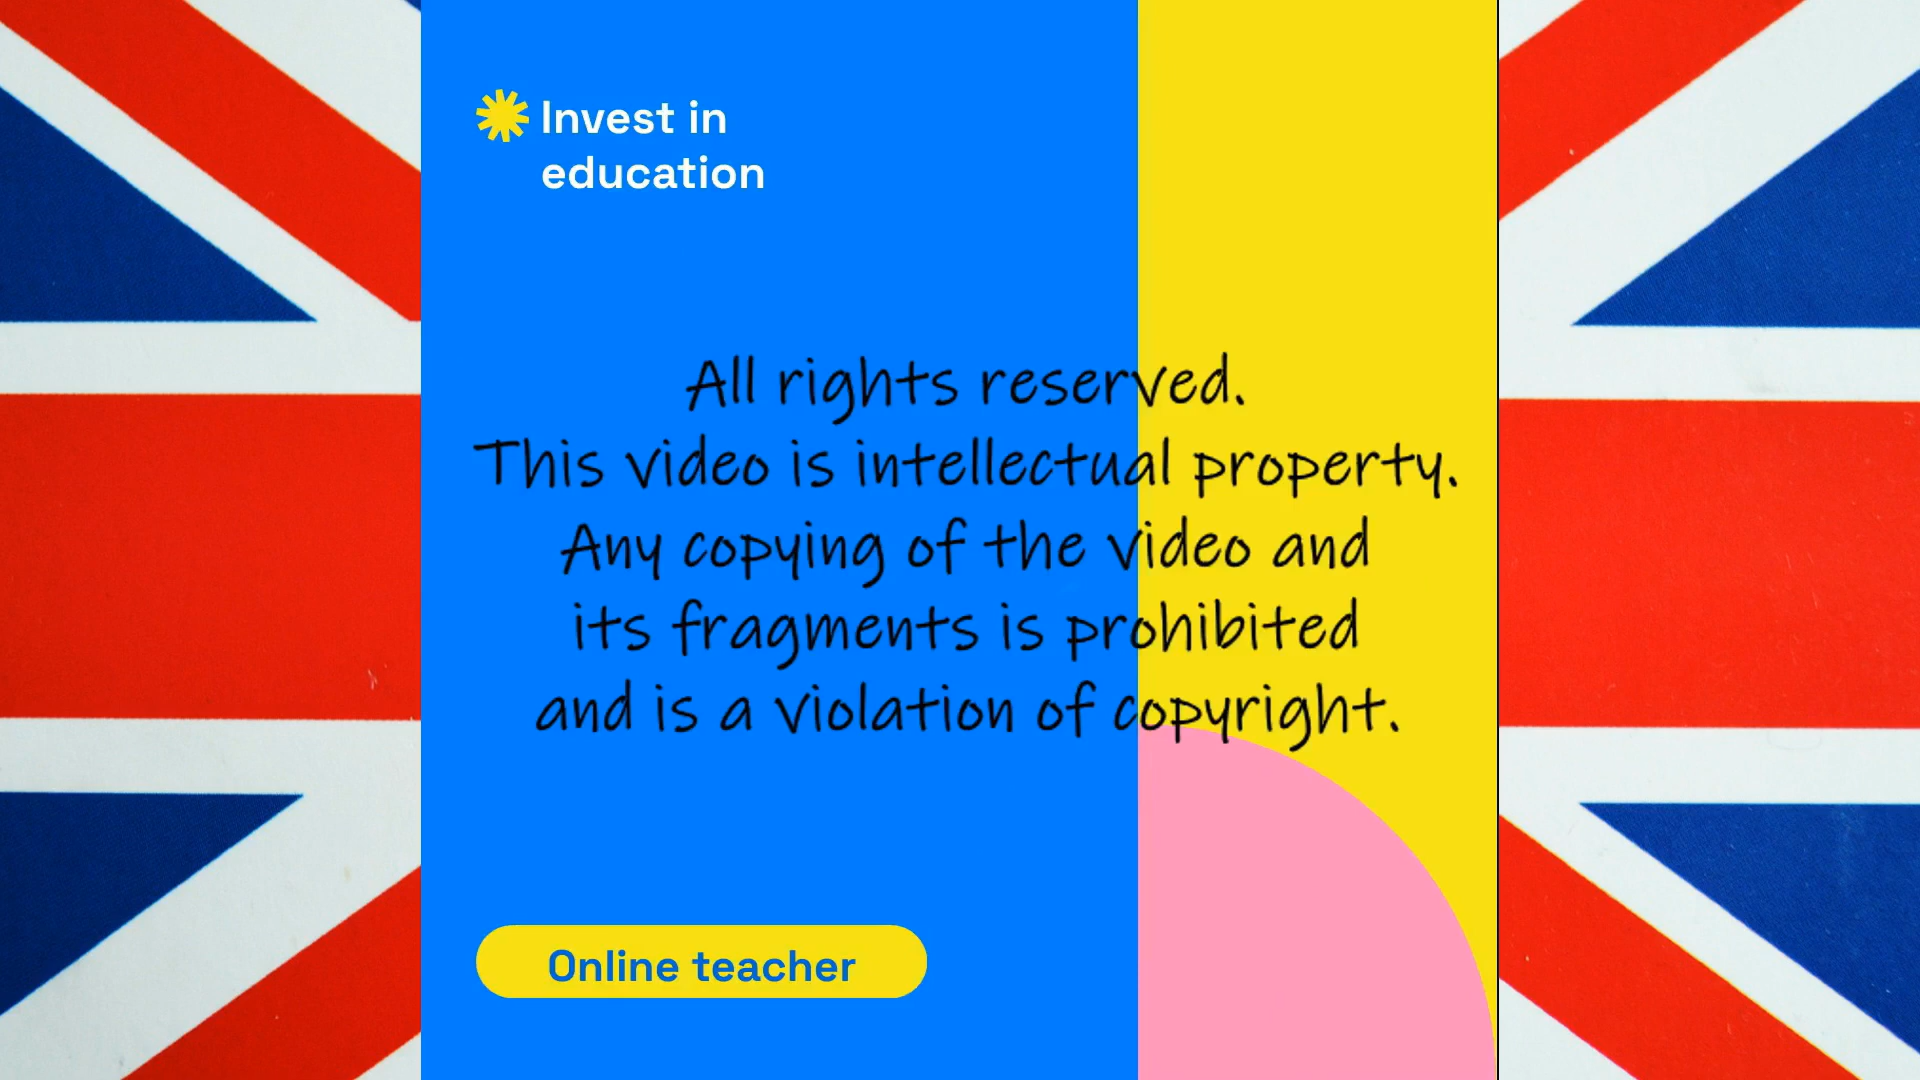 Invest in
education
All rights reserved.
This video is intellectual property.
Any copying of the video and
its fragments is prohibited
and is a violation of copyright.
Online teacher